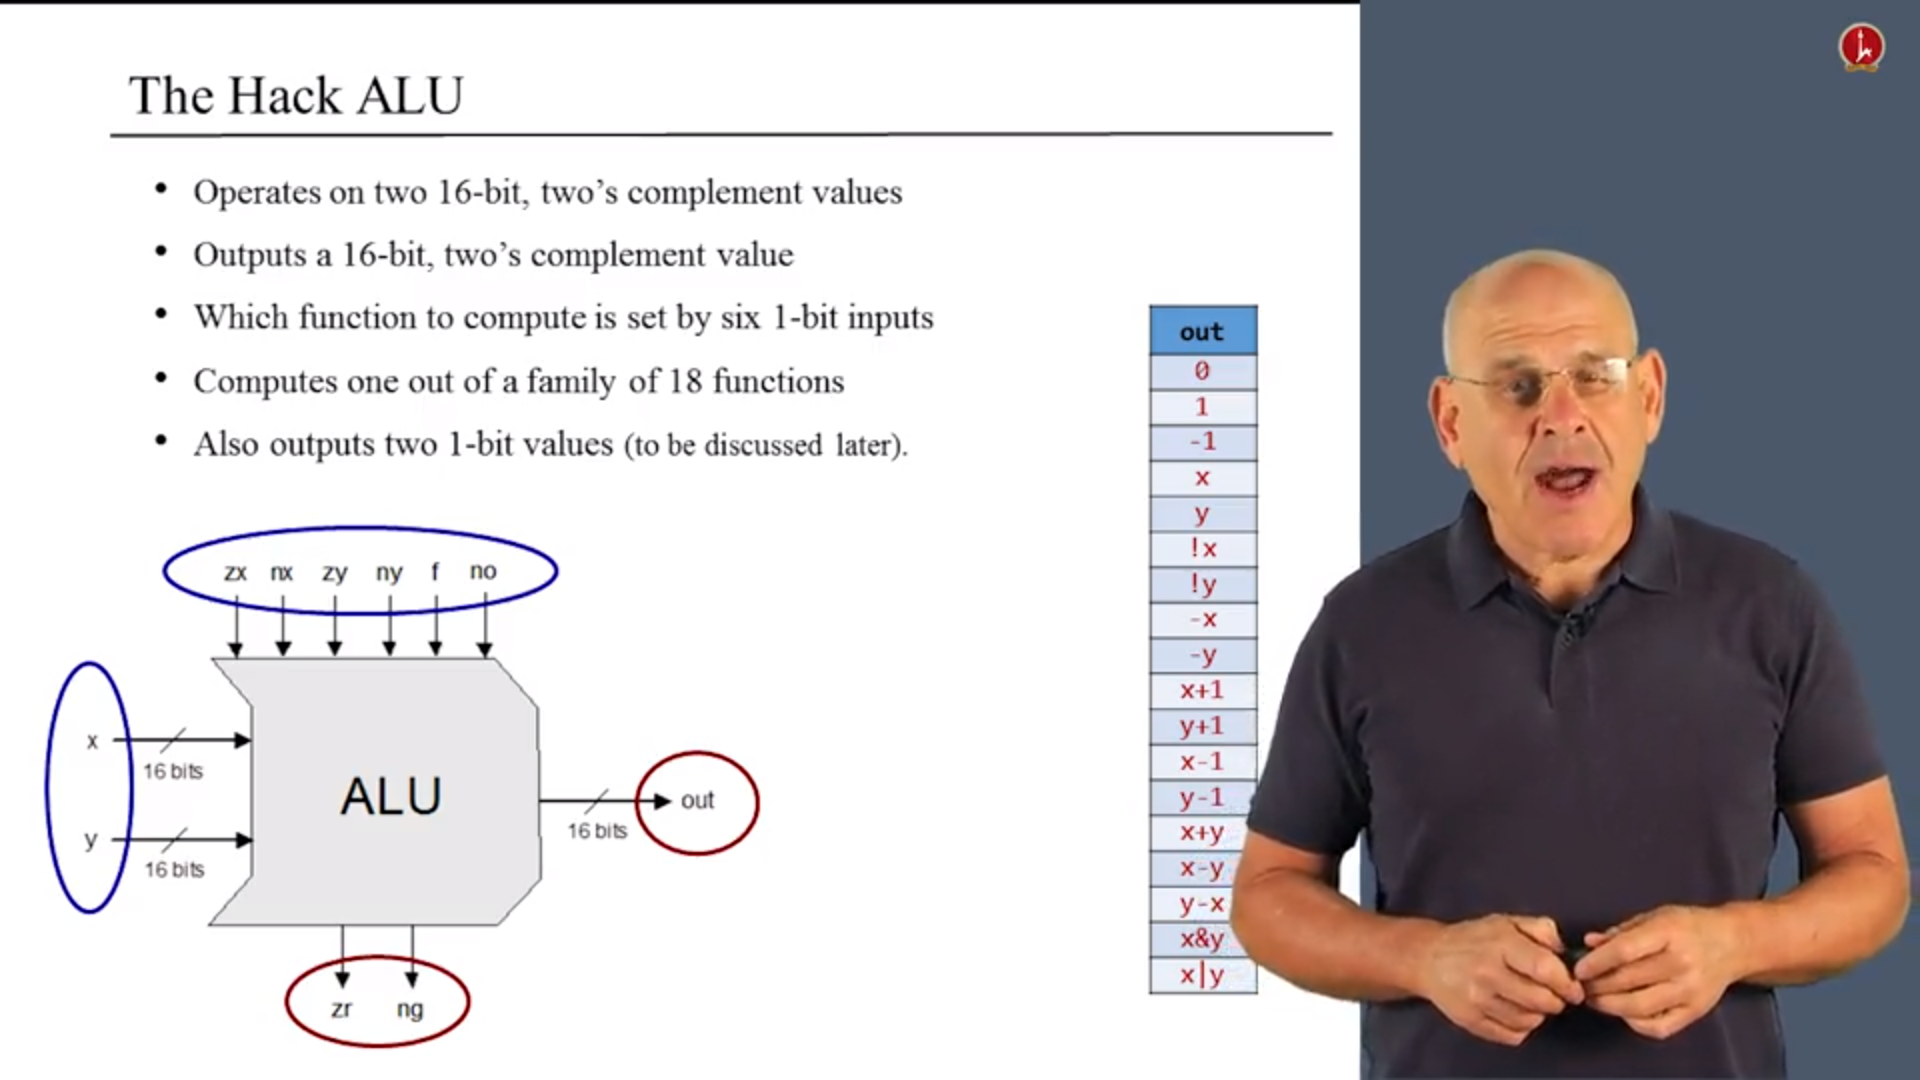 The Hack ALU
• Operates on two 16-bit, two’s complement values
• Outputs a 16-bit, two’s complement value
• Which function to compute is set by six 1-bit inputs
• Computes one out of a family of 18 functions
• Also outputs two 1-bit values (to be discussed later).
zx nx zy ny f no
x
16 bits
y
16 bits
ALU
16 bits
out
zr ng
out
0
1
-1
x
y
!x
!y
-x
-y
x+1
y+1
x-1
y-1
x+y
x-y
y-x
x&y
x|y